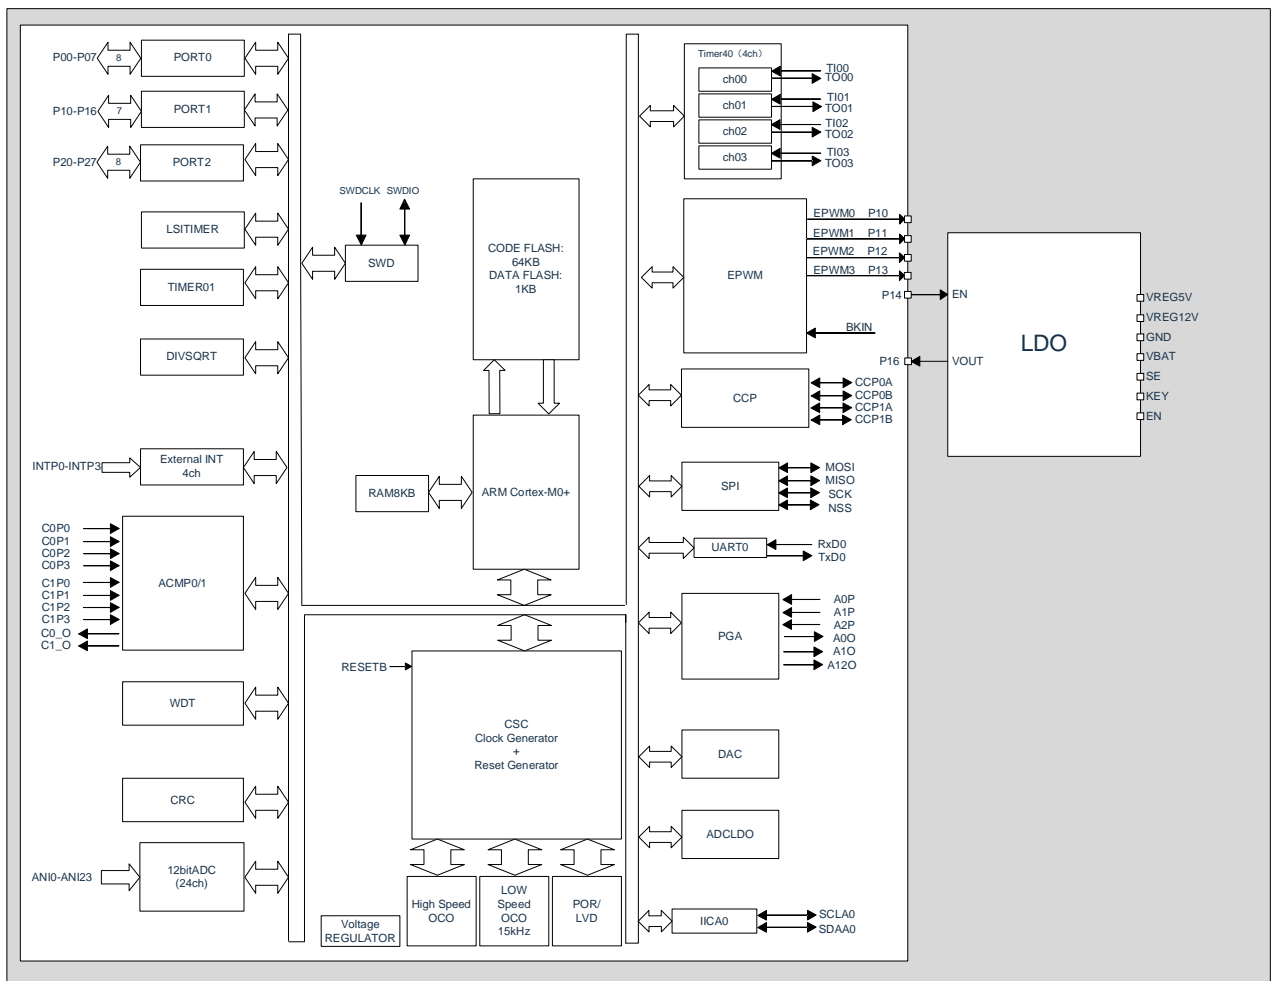 P00-P07
8
PORT0
P10-P16
7
PORT1
P20-P27
8
PORT2
LSITIMER
TIMER01
DIVSQRT
INTP0-INTP3
External INT
4ch
C0P0
C0P1
C0P2
C0P3
C1P0
C1P1
C1P2
C1P3
C0_O
C1_O
ACMP0/1
WDT
CRC
ANI0-ANI23
12bitADC
(24ch)
SWDCLK
SWDIO
SWD
CODE FLASH:
64KB
DATA FLASH:
1KB
RAM8KB
ARM Cortex-M0+
RESETB
CSC
Clock Generator
+
Reset Generator
Voltage
REGULATOR
High Speed
OCO
LOW
Speed
OCO
15kHz
POR/
LVD
Timer40（4ch）
ch00
ch01
ch02
ch03
TI00
TO00
TI01
TO01
TI02
TO02
TI03
TO03
EPWM
EPWM0 P10
EPWM1 P11
EPWM2 P12
EPWM3 P13
P14
BKIN
P16
CCP
CCP0A
CCP0B
CCP1A
CCP1B
SPI
MOSI
MISO
SCK
NSS
UART0
RxD0
TxD0
PGA
A0P
A1P
A2P
A0O
A1O
A12O
DAC
ADCLDO
IICA0
SCLA0
SDAA0
EN
VOUT
LDO
VREG5V
VREG12V
GND
VBAT
SE
KEY
EN